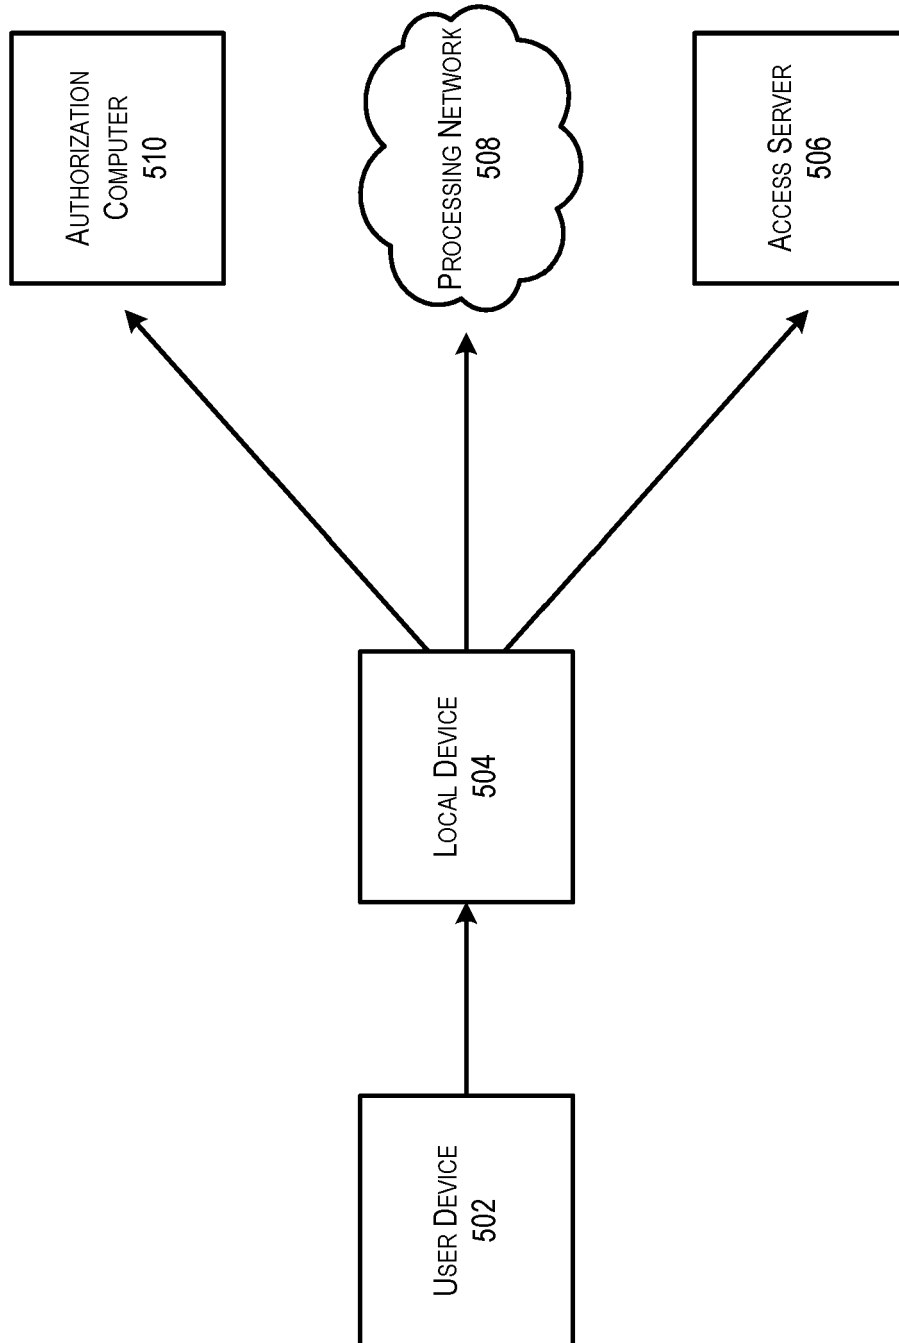 AUTHORIZATION
COMPUTER
510
PROCESSING NETWORK
508
ACCESS SERVER
506
LOCAL DEVICE
504
USER DEVICE
502